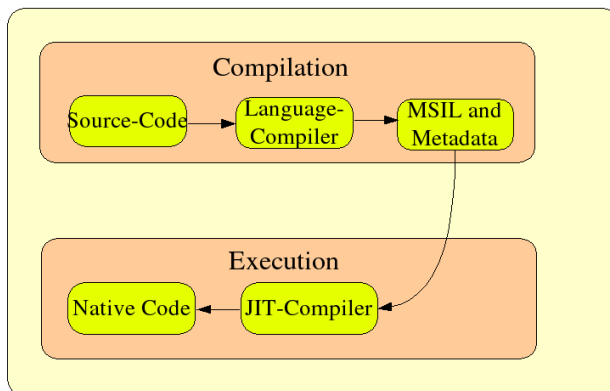 Compilation
Source-Code
Language-
Compiler
MSIL and
Metadata
Execution
Native Code
JIT-Compiler